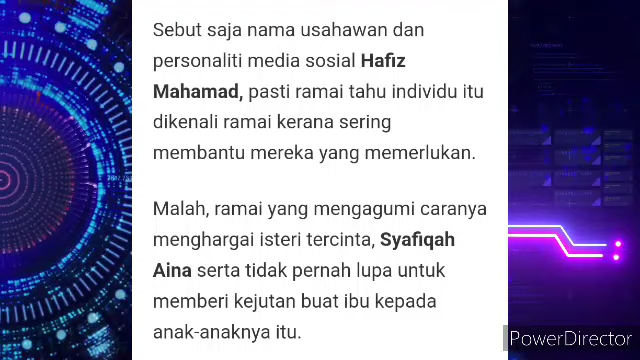 Sebut saja nama usahawan dan
personaliti media sosial Hafiz
Mahamad, pasti ramai tahu individu itu
dikenali ramai kerana sering
membantu mereka yang memerlukan.
Malah, ramai yang mengagumi caranya
menghargai isteri tercinta, Syafiqah
Aina serta tidak pernah lupa untuk
memberi kejutan buat ibu kepada
anak-anaknya itu.
PowerDirector